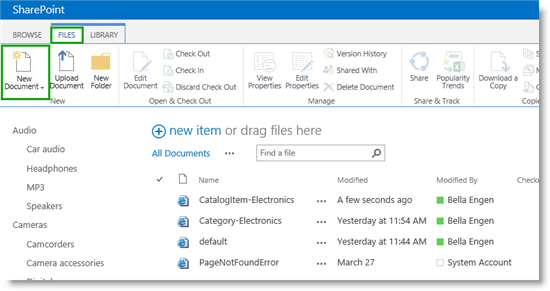 SharePoint
BROWSE FILES LIBRARY
New Document
Upload Document
New Folder
New
Edit Document
Check Out
Check In
Discard Check Out
Open & Check Out
View Properties
Edit Properties
Version History
Shared With
Delete Document
Manage
Share
Popularity Trends
Share & Track
Download a Copy
Copie
Audio
Car audio
Headphones
MP3
Speakers
Cameras
Camcorders
Camera accessories
new item or drag files here
All Documents ... Find a file
Name Modified Modified By Checke
CatalogItem-Electronics ... A few seconds ago Bella Engen
Category-Electronics ... Yesterday at 11:54 AM Bella Engen
default ... Yesterday at 11:44 AM Bella Engen
PageNotFoundError ... March 27 System Account